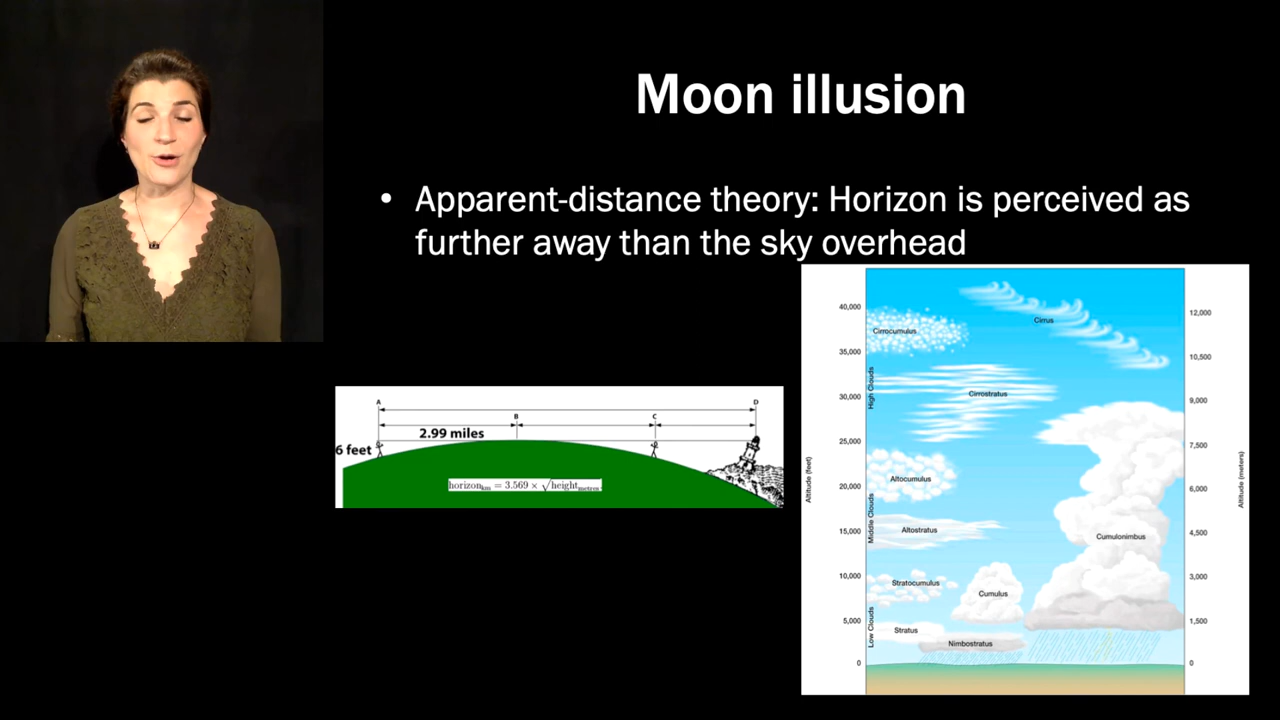 Moon illusion
• Apparent-distance theory: Horizon is perceived as
further away than the sky overhead
A
D
B
C
2.99 miles
6 feet
horizon_km = 3.569 × √height_metres
40,000
35,000
30,000
25,000
20,000
15,000
10,000
5,000
0
Altitude (feet)
High Clouds
Middle Clouds
Low Clouds
Cirrocumulus
Cirrus
Cirrostratus
Altocumulus
Altostratus
Cumulonimbus
Stratocumulus
Cumulus
Stratus
Nimbostratus
12,000
10,500
9,000
7,500
6,000
4,500
3,000
1,500
0
Altitude (meters)